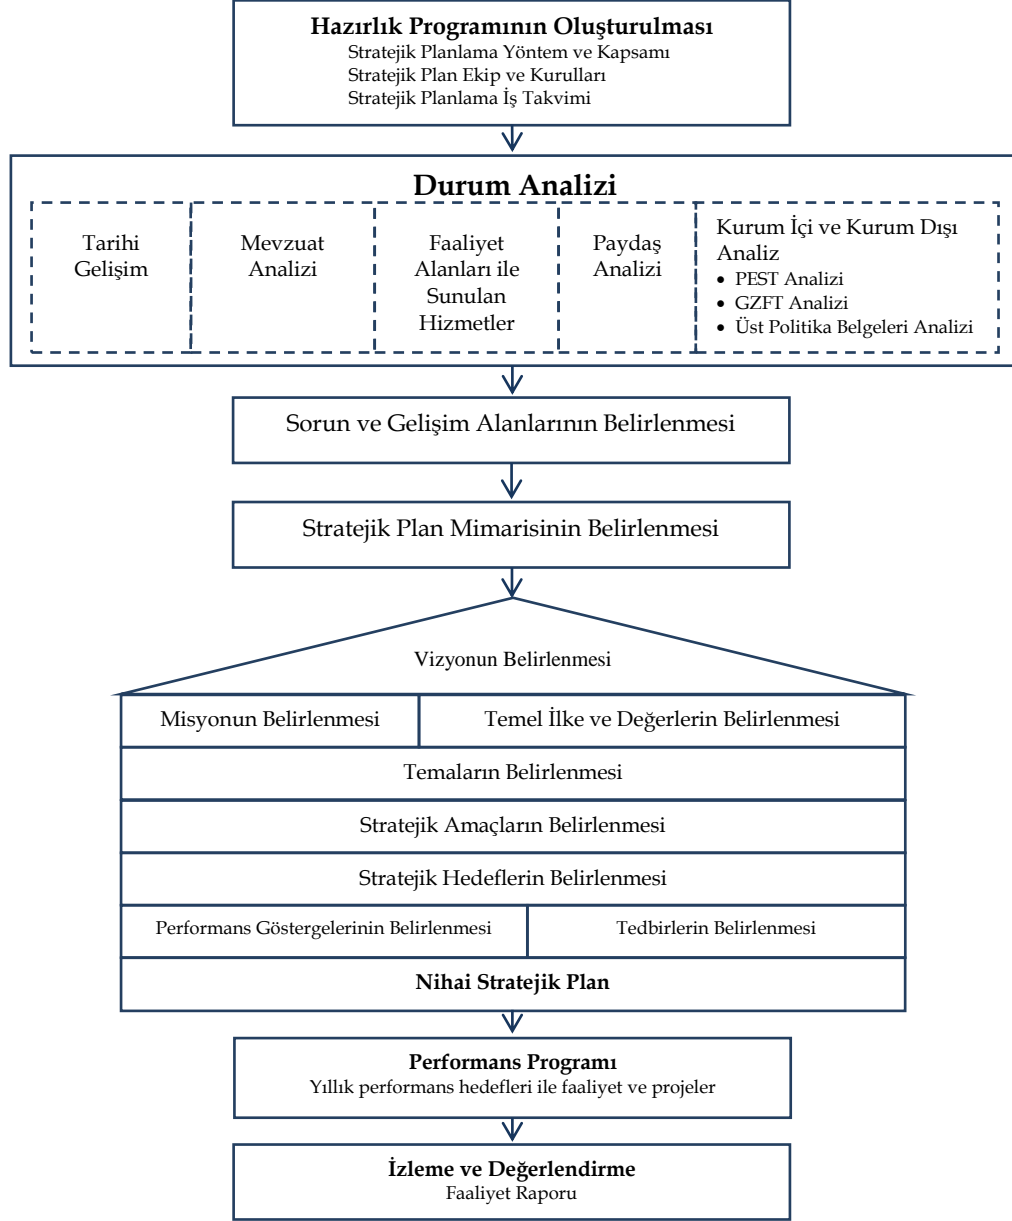 Hazırlık Programının Oluşturulması
Stratejik Planlama Yöntem ve Kapsamı
Stratejik Plan Ekip ve Kurulları
Stratejik Planlama İş Takvimi
Durum Analizi
Tarihi
Gelişim
Mevzuat
Analizi
Faaliyet
Alanları ile
Sunulan
Hizmetler
Paydaş
Analizi
Kurum İçi ve Kurum Dışı
Analiz
• PEST Analizi
• GZFT Analizi
• Üst Politika Belgeleri Analizi
Sorun ve Gelişim Alanlarının Belirlenmesi
Stratejik Plan Mimarisinin Belirlenmesi
Vizyonun Belirlenmesi
Misyonun Belirlenmesi
Temel İlke ve Değerlerin Belirlenmesi
Temaların Belirlenmesi
Stratejik Amaçların Belirlenmesi
Stratejik Hedeflerin Belirlenmesi
Performans Göstergelerinin Belirlenmesi
Tedbirlerin Belirlenmesi
Nihai Stratejik Plan
Performans Programı
Yıllık performans hedefleri ile faaliyet ve projeler
İzleme ve Değerlendirme
Faaliyet Raporu